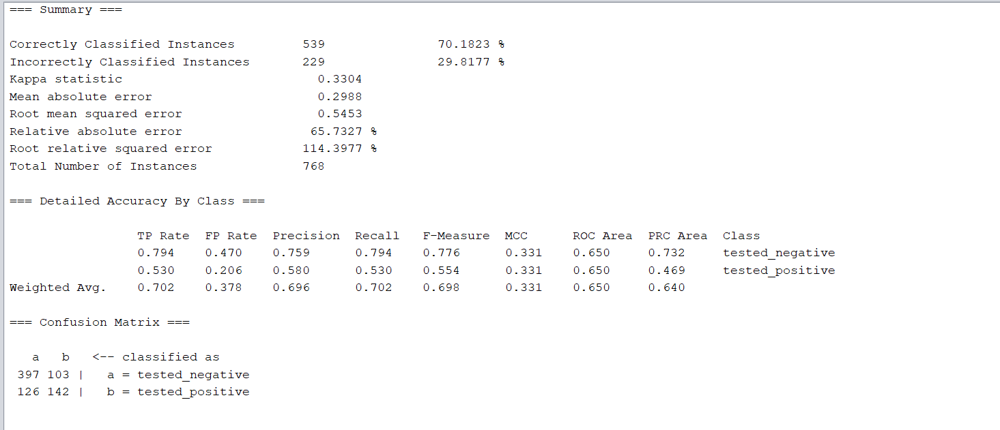 === Summary ===
Correctly Classified Instances         539               70.1823 %
Incorrectly Classified Instances       229               29.8177 %
Kappa statistic                          0.3304
Mean absolute error                      0.2988
Root mean squared error                  0.5453
Relative absolute error                 65.7327 %
Root relative squared error            114.3977 %
Total Number of Instances              768
=== Detailed Accuracy By Class ===
                 TP Rate  FP Rate  Precision  Recall   F-Measure  MCC      ROC Area  PRC Area  Class
                 0.794    0.470    0.759      0.794    0.776      0.331    0.650     0.732     tested_negative
                 0.530    0.206    0.580      0.530    0.554      0.331    0.650     0.469     tested_positive
Weighted Avg.    0.702    0.378    0.696      0.702    0.698      0.331    0.650     0.640
=== Confusion Matrix ===
   a   b   <-- classified as
 397 103 |   a = tested_negative
 126 142 |   b = tested_positive